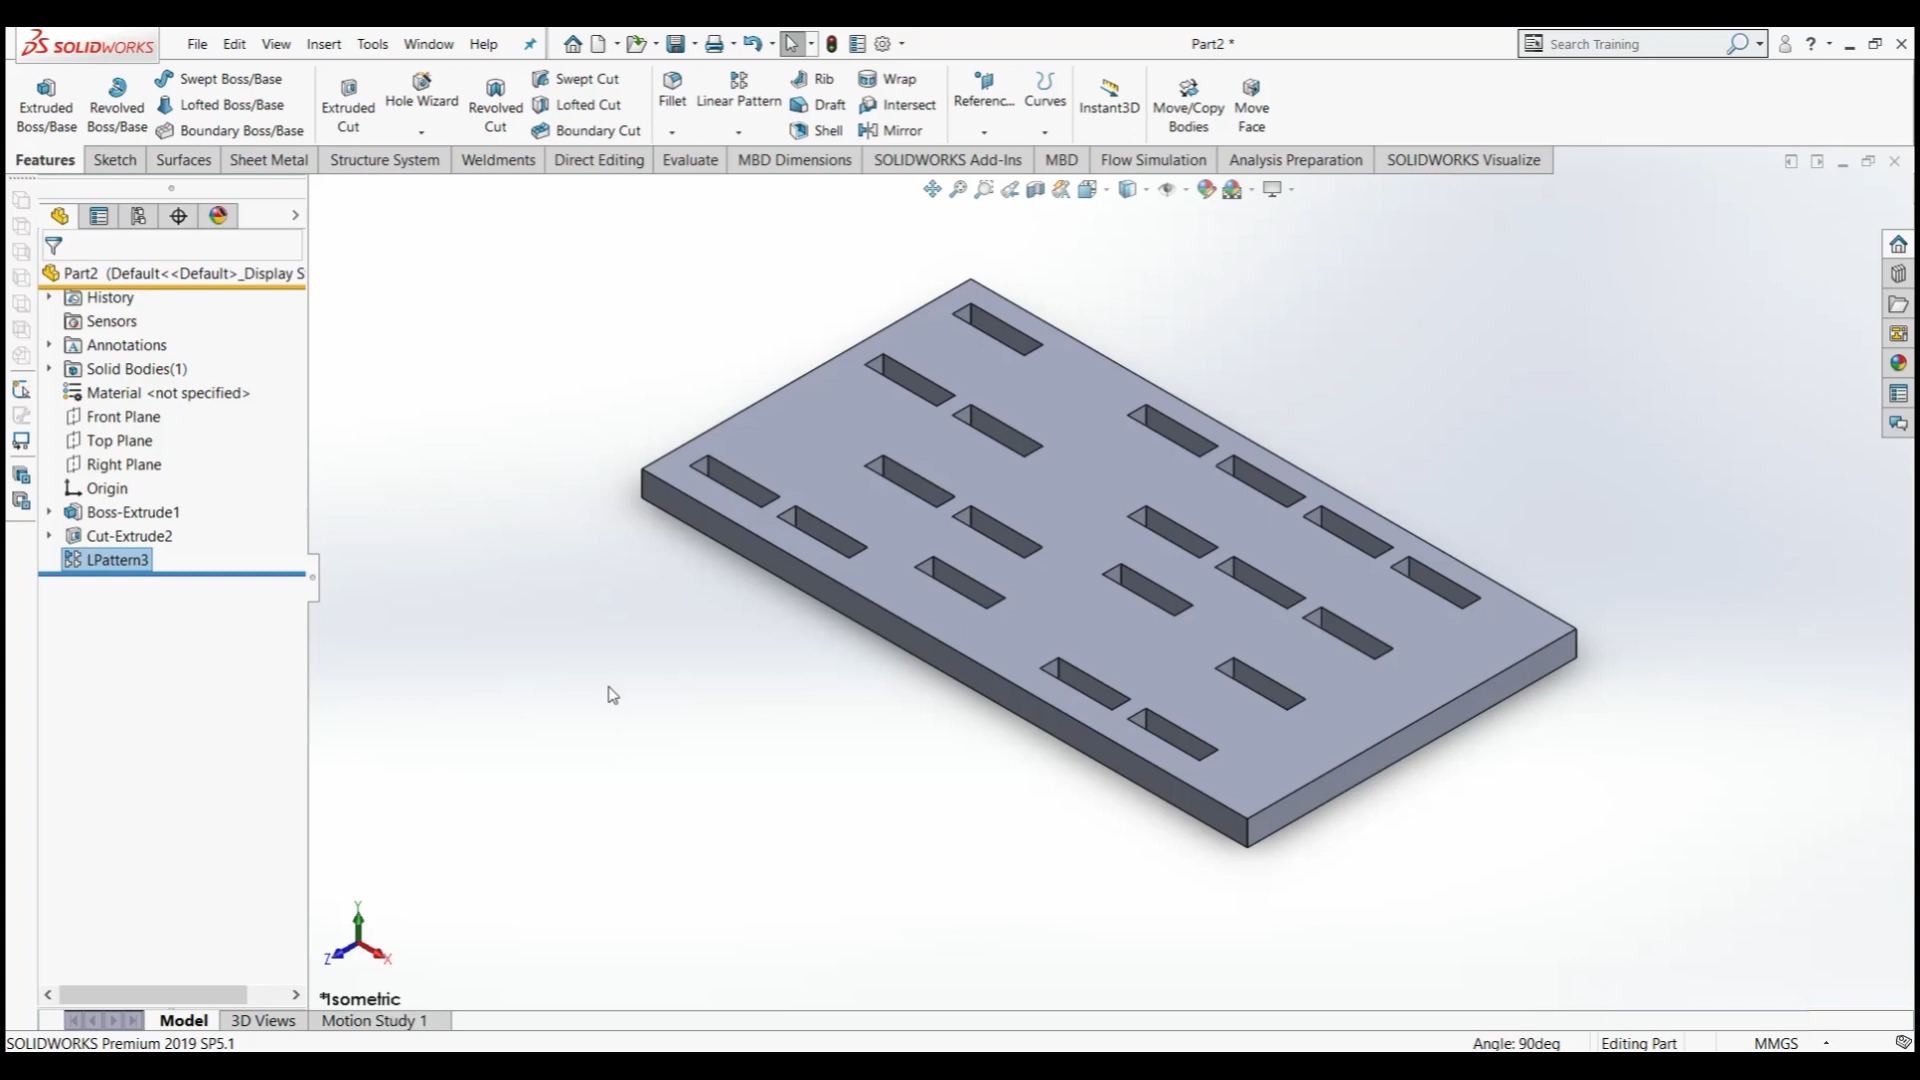 SOLIDWORKS
File Edit View Insert Tools Window Help
Part2 *
Search Training
Extruded Boss/Base
Revolved Boss/Base
Swept Boss/Base
Lofted Boss/Base
Boundary Boss/Base
Extruded Cut
Hole Wizard
Revolved Cut
Swept Cut
Lofted Cut
Boundary Cut
Fillet
Linear Pattern
Rib
Draft
Shell
Wrap
Intersect
Mirror
Referenc...
Curves
Instant3D
Move/Copy Bodies
Move Face
Features Sketch Surfaces Sheet Metal Structure System Weldments Direct Editing Evaluate MBD Dimensions SOLIDWORKS Add-Ins MBD Flow Simulation Analysis Preparation SOLIDWORKS Visualize
Part2 (Default<<Default>_Display S
History
Sensors
Annotations
Solid Bodies(1)
Material <not specified>
Front Plane
Top Plane
Right Plane
Origin
Boss-Extrude1
Cut-Extrude2
LPattern3
Y
Z
X
*Isometric
Model 3D Views Motion Study 1
SOLIDWORKS Premium 2019 SP5.1
Angle: 90deg
Editing Part
MMGS